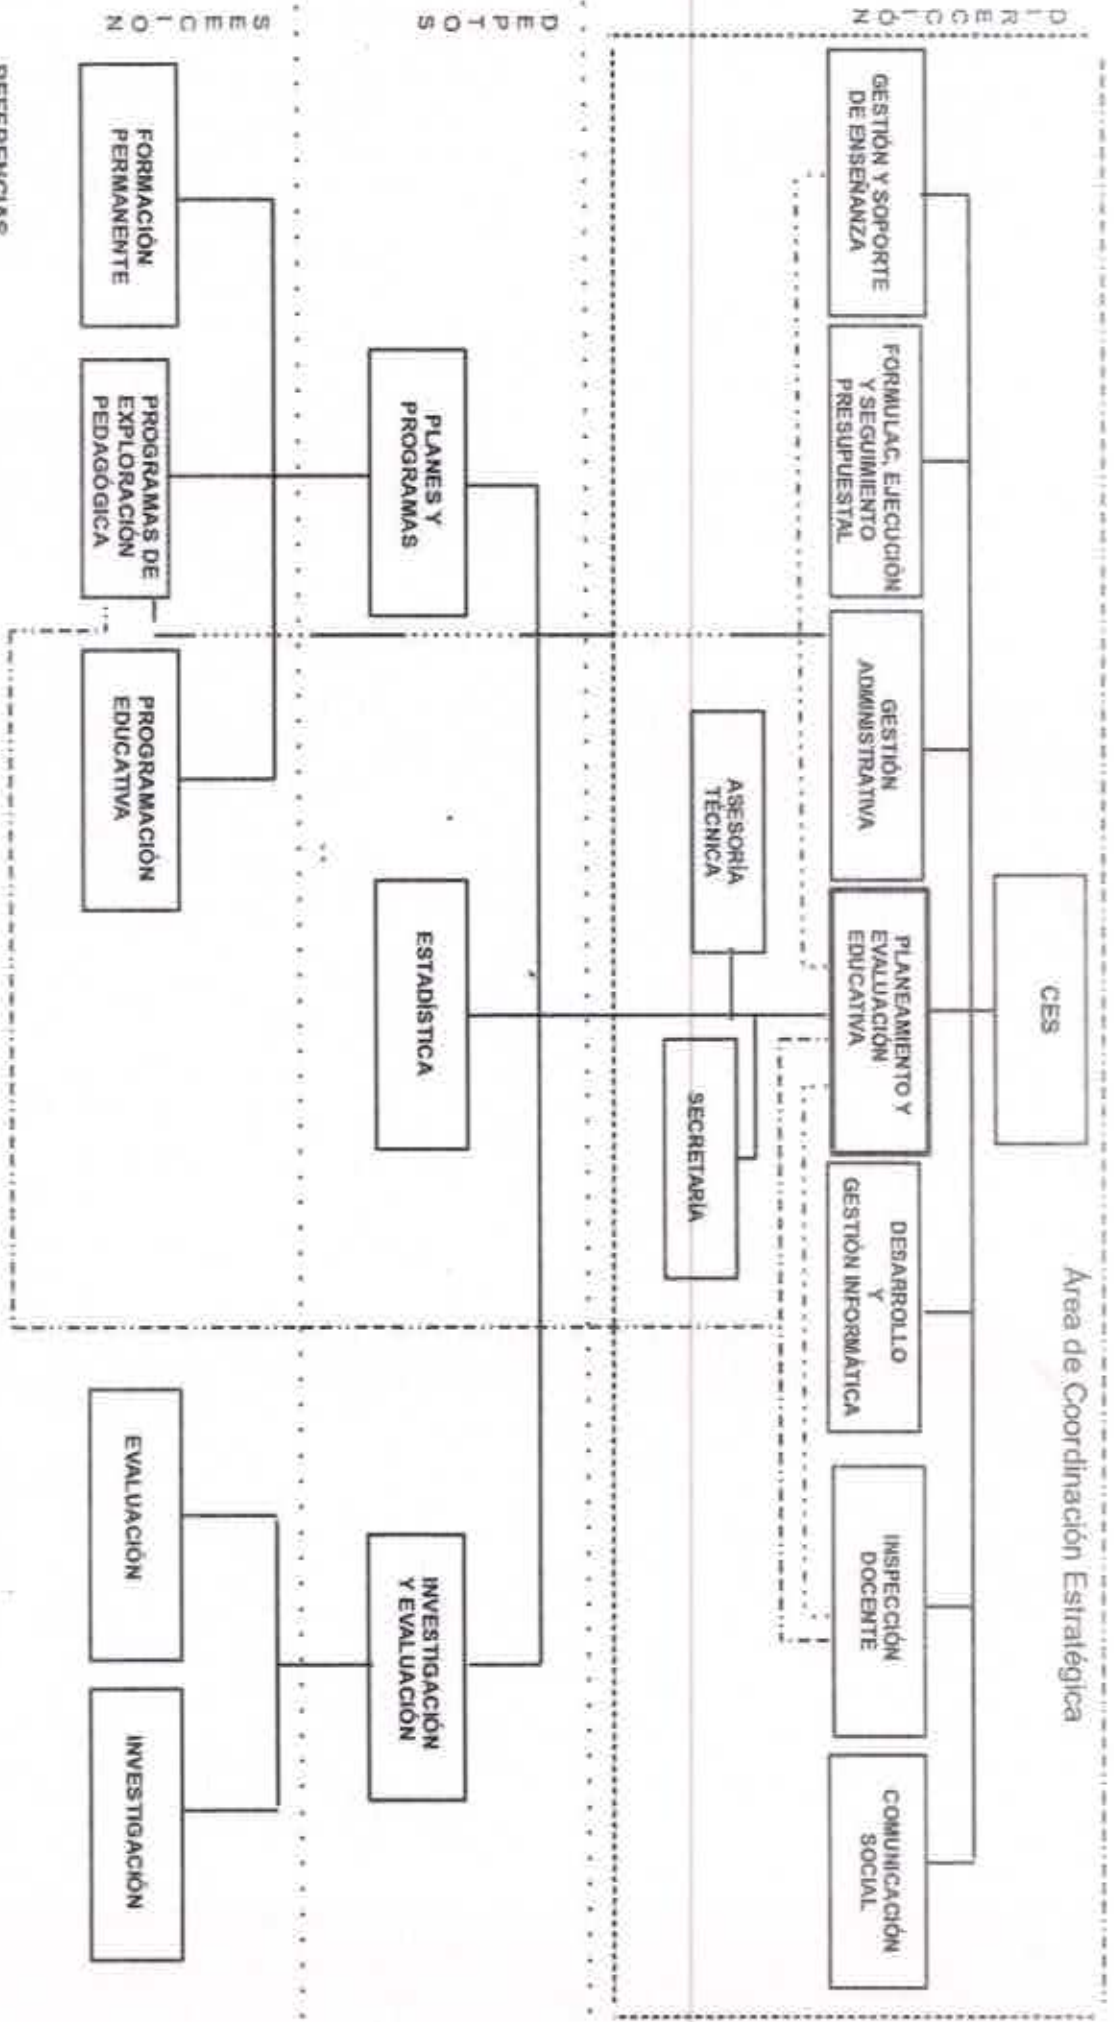 Área de Coordinación Estratégica
CES
DIRECCIÓN
GESTIÓN Y SOPORTE
DE ENSEÑANZA
FORMULAC, EJECUCIÓN
Y SEGUIMIENTO
PRESUPUESTAL
GESTIÓN
ADMINISTRATIVA
PLANEAMIENTO Y
EVALUACIÓN
EDUCATIVA
DESARROLLO
Y
GESTIÓN INFORMÁTICA
INSPECCIÓN
DOCENTE
COMUNICACIÓN
SOCIAL
ASESORÍA
TÉCNICA
SECRETARÍA
DEPTOS
PLANES Y
PROGRAMAS
ESTADÍSTICA
INVESTIGACIÓN
Y EVALUACIÓN
SEECIÓN
FORMACIÓN
PERMANENTE
PROGRAMAS DE
EXPLORACIÓN
PEDAGÓGICA
PROGRAMACIÓN
EDUCATIVA
EVALUACIÓN
INVESTIGACIÓN
REFERENCIAS